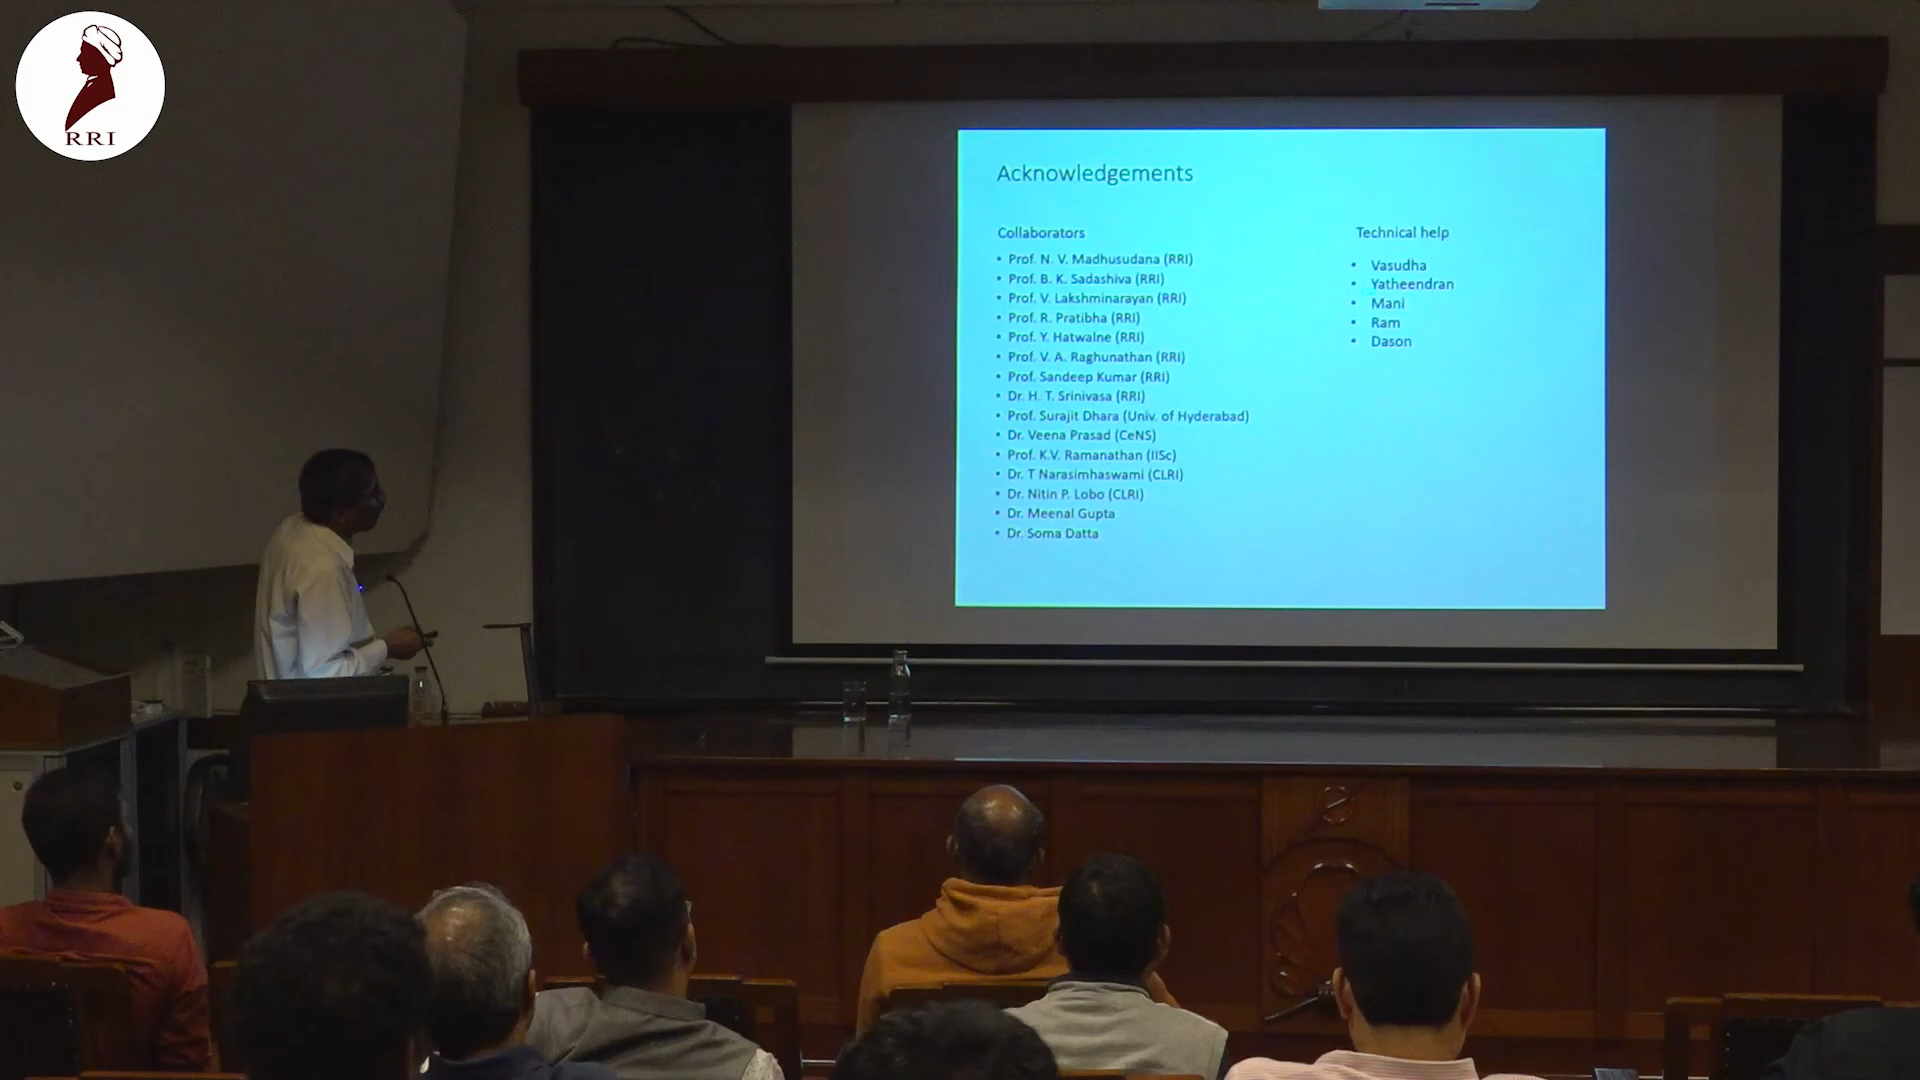 RRI
Acknowledgements
Collaborators
• Prof. N. V. Madhusudana (RRI)
• Prof. B. K. Sadashiva (RRI)
• Prof. V. Lakshminarayan (RRI)
• Prof. R. Pratibha (RRI)
• Prof. Y. Hatwalne (RRI)
• Prof. V. A. Raghunathan (RRI)
• Prof. Sandeep Kumar (RRI)
• Dr. H. T. Srinivasa (RRI)
• Prof. Surajit Dhara (Univ. of Hyderabad)
• Dr. Veena Prasad (CeNS)
• Prof. K.V. Ramanathan (IISc)
• Dr. T Narasimhaswami (CLRI)
• Dr. Nitin P. Lobo (CLRI)
• Dr. Meenal Gupta
• Dr. Soma Datta
Technical help
• Vasudha
• Yatheendran
• Mani
• Ram
• Dason